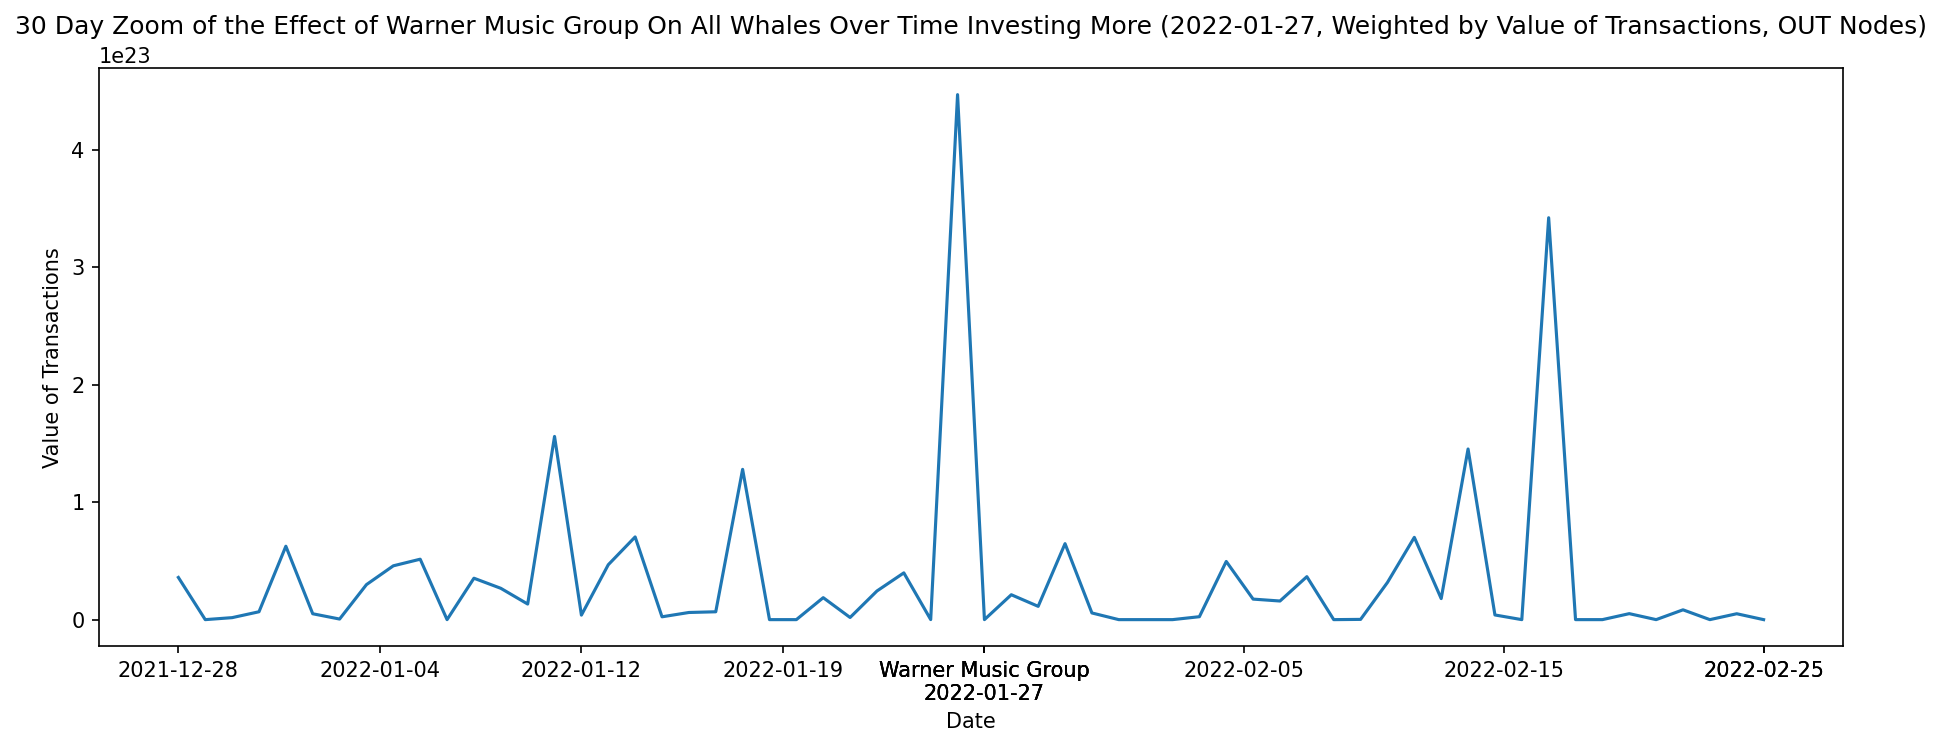 30 Day Zoom of the Effect of Warner Music Group On All Whales Over Time Investing More (2022-01-27, Weighted by Value of Transactions, OUT Nodes)
1e23
4
3
2
1
0
Value of Transactions
2021-12-28
2022-01-04
2022-01-12
2022-01-19
Warner Music Group
2022-01-27
2022-02-05
2022-02-15
2022-02-25
Date